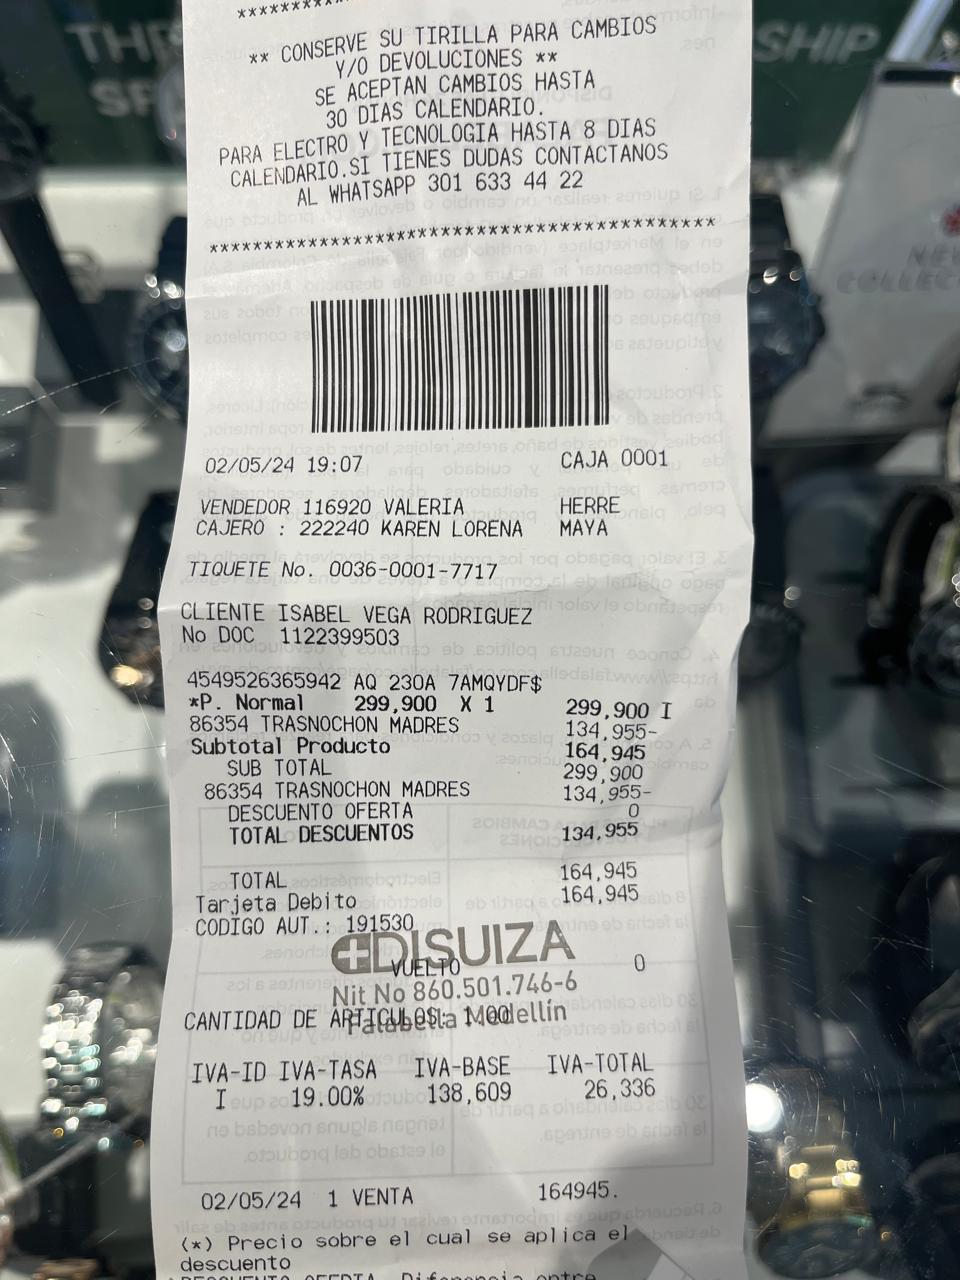 ** CONSERVE SU TIRILLA PARA CAMBIOS
Y/O DEVOLUCIONES **
SE ACEPTAN CAMBIOS HASTA
30 DIAS CALENDARIO.
PARA ELECTRO Y TECNOLOGIA HASTA 8 DIAS
CALENDARIO.SI TIENES DUDAS CONTACTANOS
AL WHATSAPP 301 633 44 22
******************************************
02/05/24 19:07 CAJA 0001
VENDEDOR 116920 VALERIA HERRE
CAJERO : 222240 KAREN LORENA MAYA
TIQUETE No. 0036-0001-7717
CLIENTE ISABEL VEGA RODRIGUEZ
No DOC 1122399503
4549526365942 AQ 230A 7AMQYDF$
*P. Normal 299,900 X 1 299,900 I
86354 TRASNOCHON MADRES 134,955-
Subtotal Producto 164,945
SUB TOTAL 299,900
86354 TRASNOCHON MADRES 134,955-
DESCUENTO OFERTA 0
TOTAL DESCUENTOS 134,955
TOTAL 164,945
Tarjeta Debito 164,945
CODIGO AUT.: 191530
DISUIZA
VUELTO 0
Nit No 860.501.746-6
CANTIDAD DE ARTICULOS: 1.00
Falabella Medellín
IVA-ID IVA-TASA IVA-BASE IVA-TOTAL
I 19.00% 138,609 26,336
02/05/24 1 VENTA 164945.
(*) Precio sobre el cual se aplica el
descuento